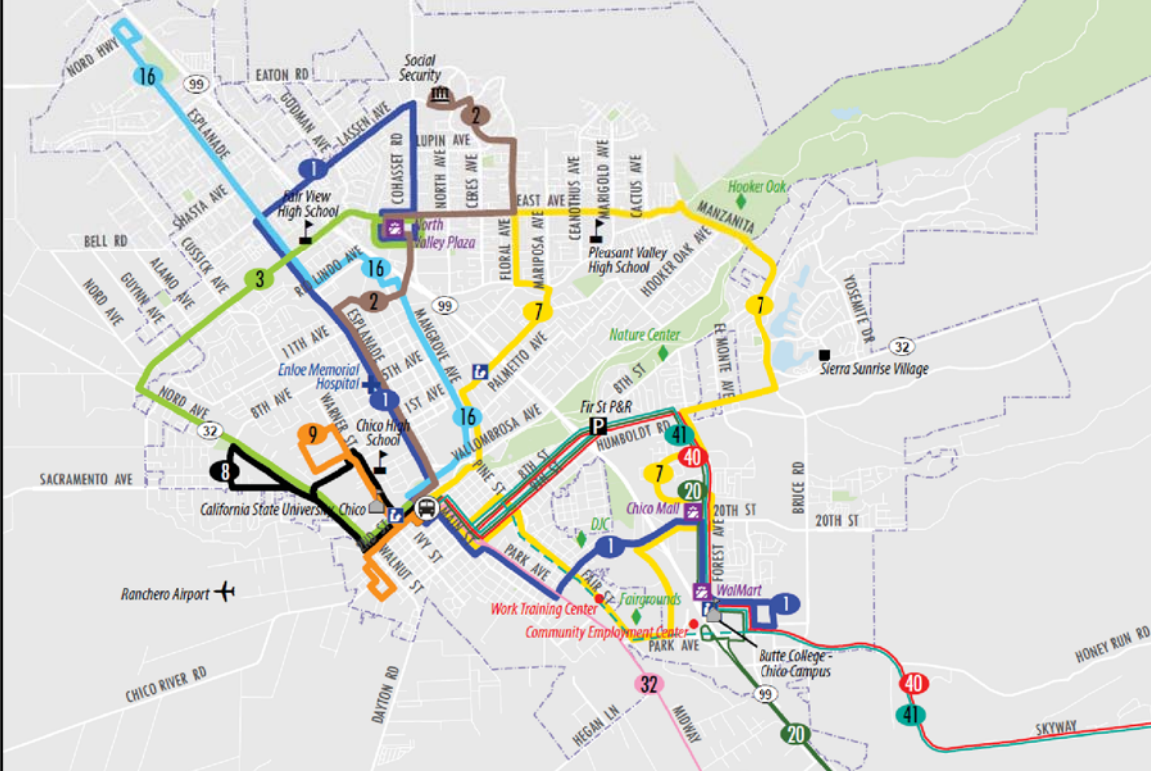 NORD HWY
16
99
EATON RD
Social
Security
2
ESPLANADE
GODMAN AVE
LASSEN AVE
1
COHASSET RD
LUPIN AVE
NORTH AVE
CERES AVE
CEANOTHUS AVE
MARIGOLD AVE
CACTUS AVE
Hooker Oak
Fair View
High School
SHASTA AVE
EAST AVE
MANZANITA
North
Valley Plaza
BELL RD
CUSSICK AVE
ALAMO AVE
GUYNN AVE
NORD AVE
3
LINDO AVE
16
2
99
FLORAL AVE
MARIPOSA AVE
Pleasant Valley
High School
HOOKER OAK AVE
7
7
YOSEMITE DR
32
Sierra Sunrise Village
Nature Center
EL MONTE AVE
8TH ST
11TH AVE
ESPLANADE
MANGROVE AVE
5TH AVE
1ST AVE
PALMETTO AVE
Enloe Memorial
Hospital
1
8TH AVE
NORD AVE
32
WARNER ST
9
Chico High
School
16
VALLOMBROSA AVE
Fir St P&R
P
HUMBOLDT RD
41
40
7
20
8
SACRAMENTO AVE
California State University, Chico
PINE ST
8TH ST
9TH ST
MAIN ST
IVY ST
WALNUT ST
Chico Mall
20TH ST
20TH ST
BRUCE RD
FOREST AVE
DJC
1
PARK AVE
FAIR ST
Ranchero Airport
Work Training Center
Fairgrounds
Community Employment Center
WalMart
1
PARK AVE
Butte College -
Chico Campus
HONEY RUN RD
CHICO RIVER RD
DAYTON RD
32
HEGAN LN
MIDWAY
99
20
40
41
SKYWAY